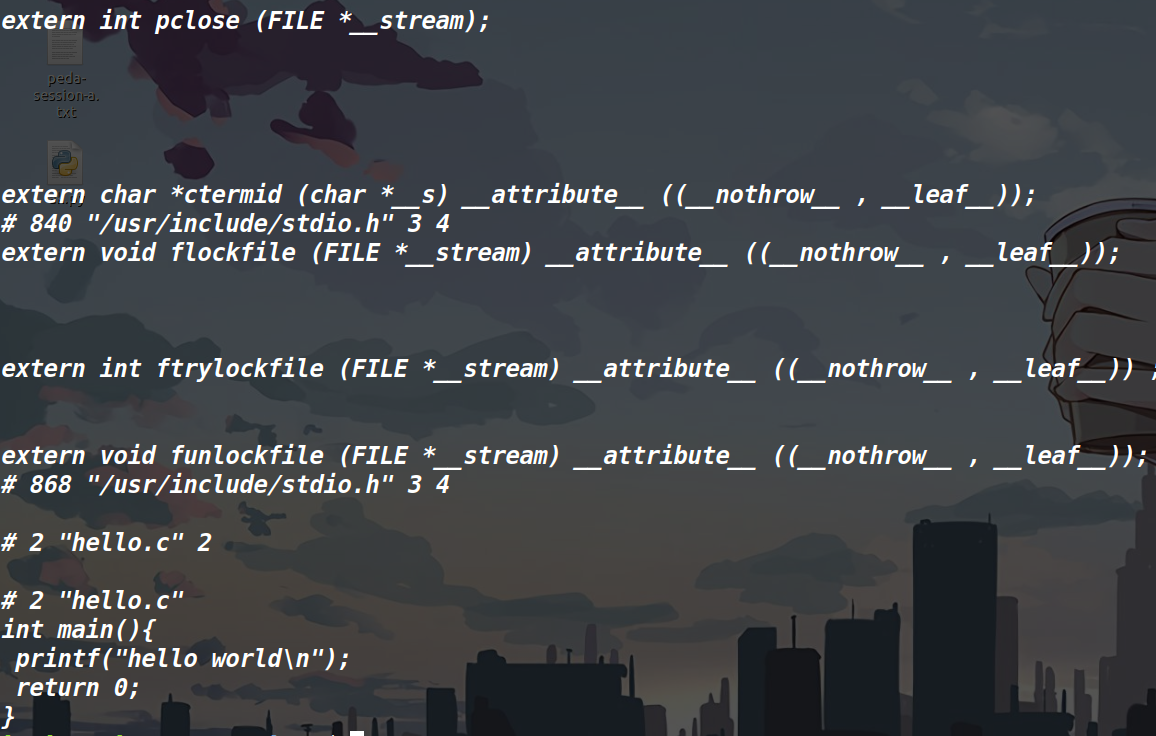 extern int pclose (FILE *__stream);
peda-
session-a.
txt
extern char *ctermid (char *__s) __attribute__ ((__nothrow__ , __leaf__));
# 840 "/usr/include/stdio.h" 3 4
extern void flockfile (FILE *__stream) __attribute__ ((__nothrow__ , __leaf__));
extern int ftrylockfile (FILE *__stream) __attribute__ ((__nothrow__ , __leaf__)) ;
extern void funlockfile (FILE *__stream) __attribute__ ((__nothrow__ , __leaf__));
# 868 "/usr/include/stdio.h" 3 4
# 2 "hello.c" 2
# 2 "hello.c"
int main(){
 printf("hello world\n");
 return 0;
}